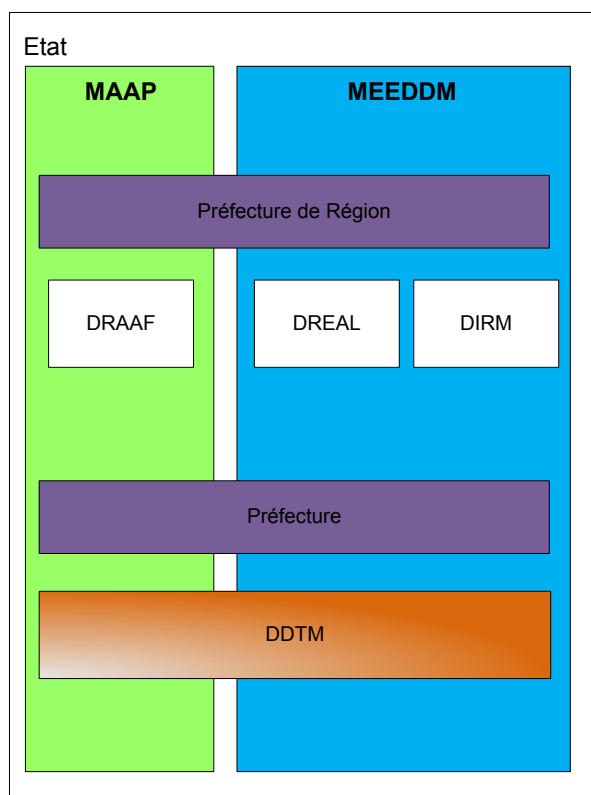 Etat
MAAP
MEEDDM
Préfecture de Région
DRAAF
DREAL
DIRM
Préfecture
DDTM